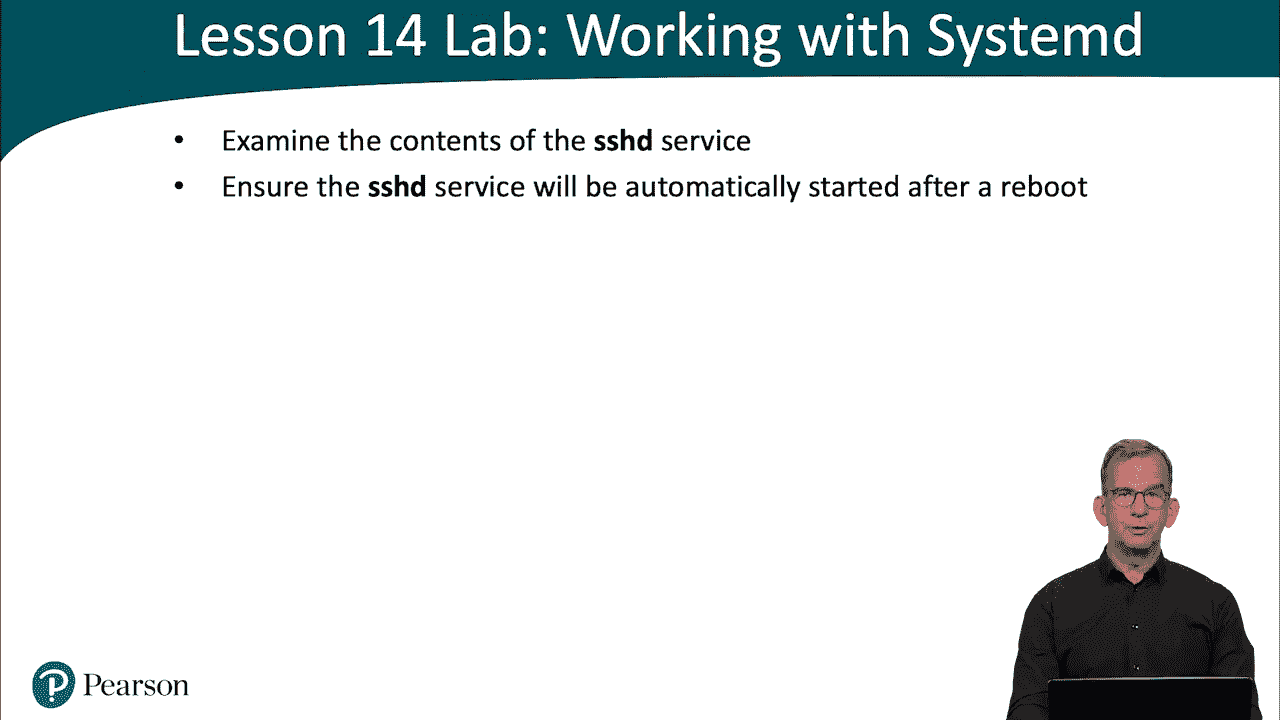 Lesson 14 Lab: Working with Systemd
• Examine the contents of the sshd service
• Ensure the sshd service will be automatically started after a reboot
Pearson